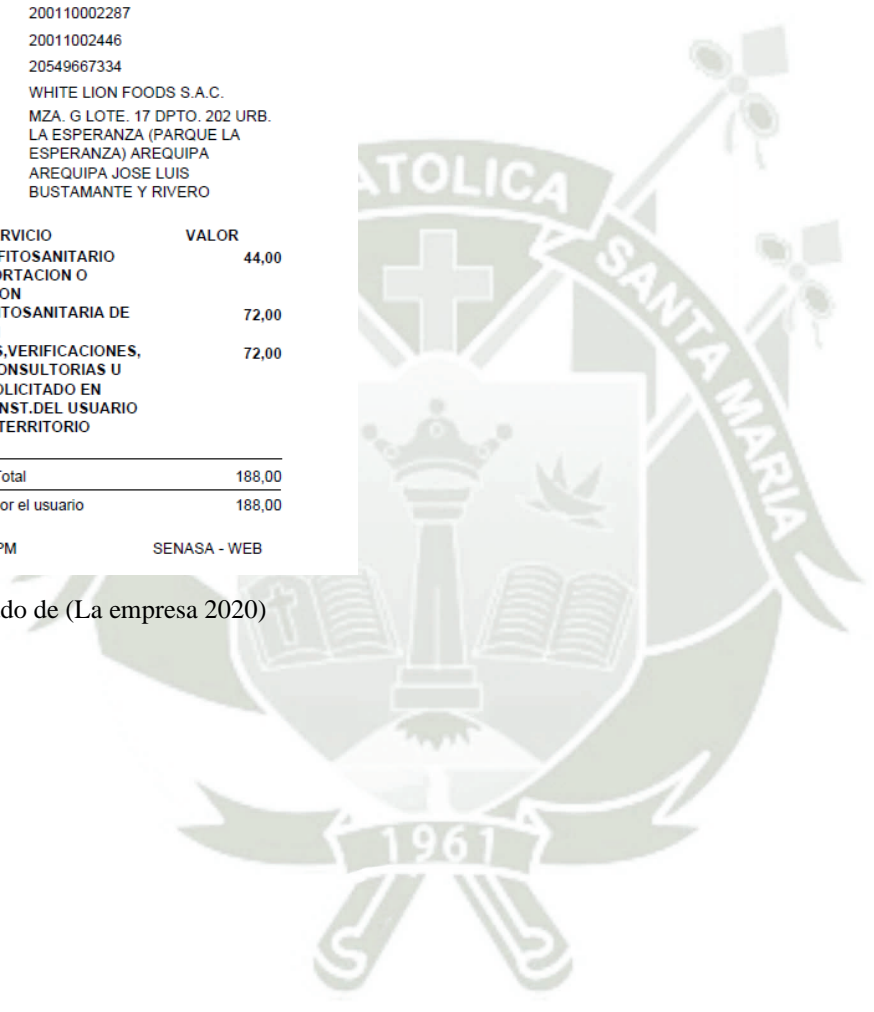 200110002287
20011002446
20549667334
WHITE LION FOODS S.A.C.
MZA. G LOTE. 17 DPTO. 202 URB.
LA ESPERANZA (PARQUE LA
ESPERANZA) AREQUIPA
AREQUIPA JOSE LUIS
BUSTAMANTE Y RIVERO
RVICIO VALOR
FITOSANITARIO 44,00
ORTACION O
ON
ITOSANITARIA DE 72,00
S,VERIFICACIONES, 72,00
ONSULTORIAS U
OLICITADO EN
NST.DEL USUARIO
TERRITORIO
Total 188,00
or el usuario 188,00
PM SENASA - WEB
do de (La empresa 2020)
ATOLICA
SANTA MARIA
1961